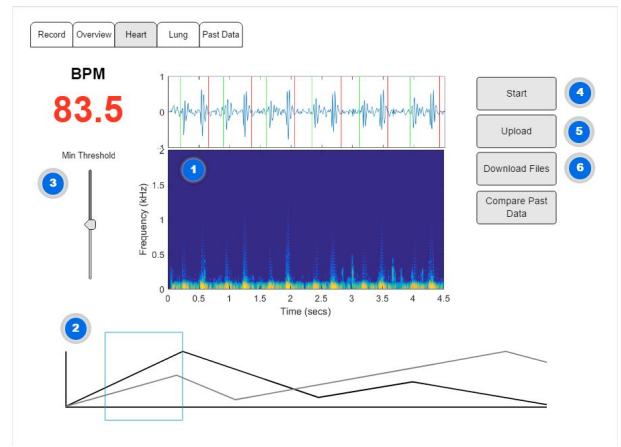 Record Overview Heart Lung Past Data
BPM
83.5
Min Threshold
3
1
0
-1
2
1.5
1
0.5
0
Frequency (kHz)
1
0 0.5 1 1.5 2 2.5 3 3.5 4 4.5
Time (secs)
Start
4
Upload
5
Download Files
6
Compare Past
Data
2